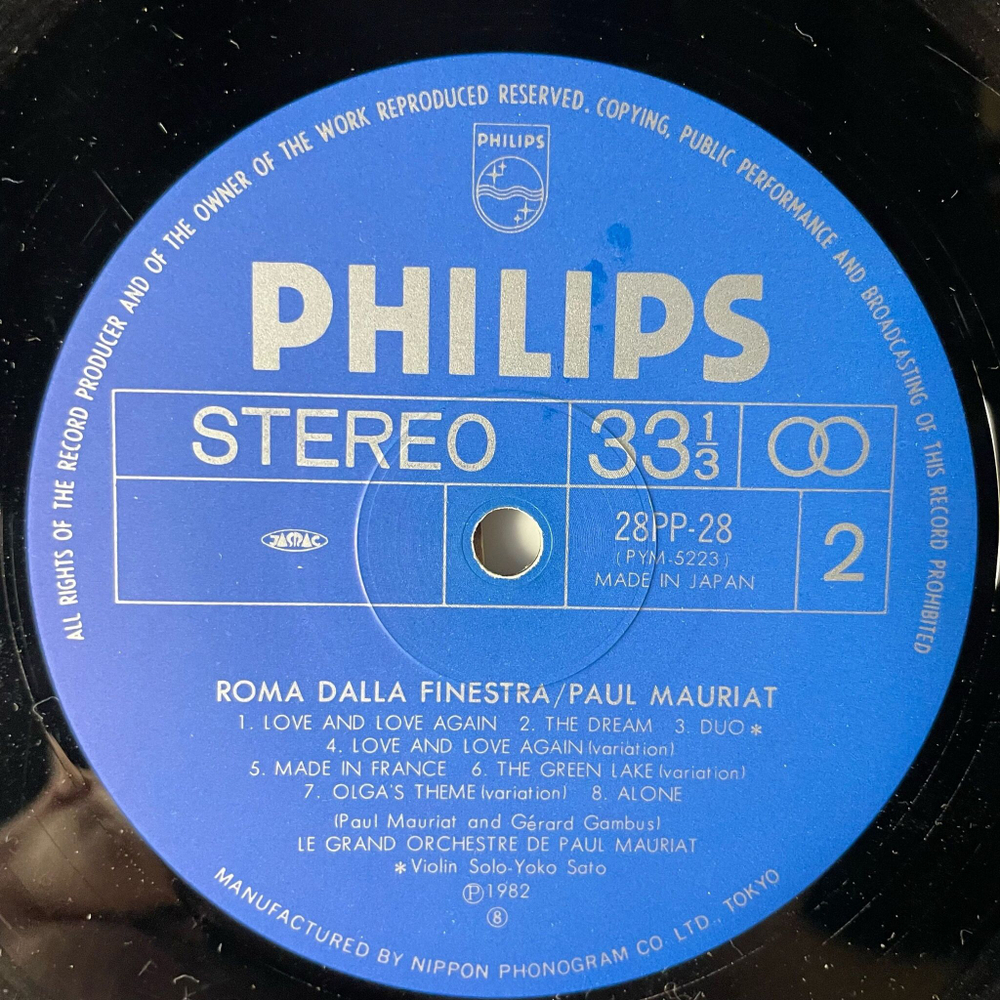 ALL RIGHTS OF THE RECORD PRODUCER AND OF THE OWNER OF THE WORK REPRODUCED RESERVED. COPYING, PUBLIC PERFORMANCE AND BROADCASTING OF THIS RECORD PROHIBITED
PHILIPS
PHILIPS
STEREO 33 1/3
JASRAC 28PP-28 2
(PYM-5223)
MADE IN JAPAN
ROMA DALLA FINESTRA/PAUL MAURIAT
1. LOVE AND LOVE AGAIN 2. THE DREAM 3. DUO *
4. LOVE AND LOVE AGAIN (variation)
5. MADE IN FRANCE 6. THE GREEN LAKE (variation)
7. OLGA'S THEME (variation) 8. ALONE
(Paul Mauriat and Gérard Gambus)
LE GRAND ORCHESTRE DE PAUL MAURIAT
* Violin Solo-Yoko Sato
Ⓟ1982
⑧
MANUFACTURED BY NIPPON PHONOGRAM CO. LTD., TOKYO